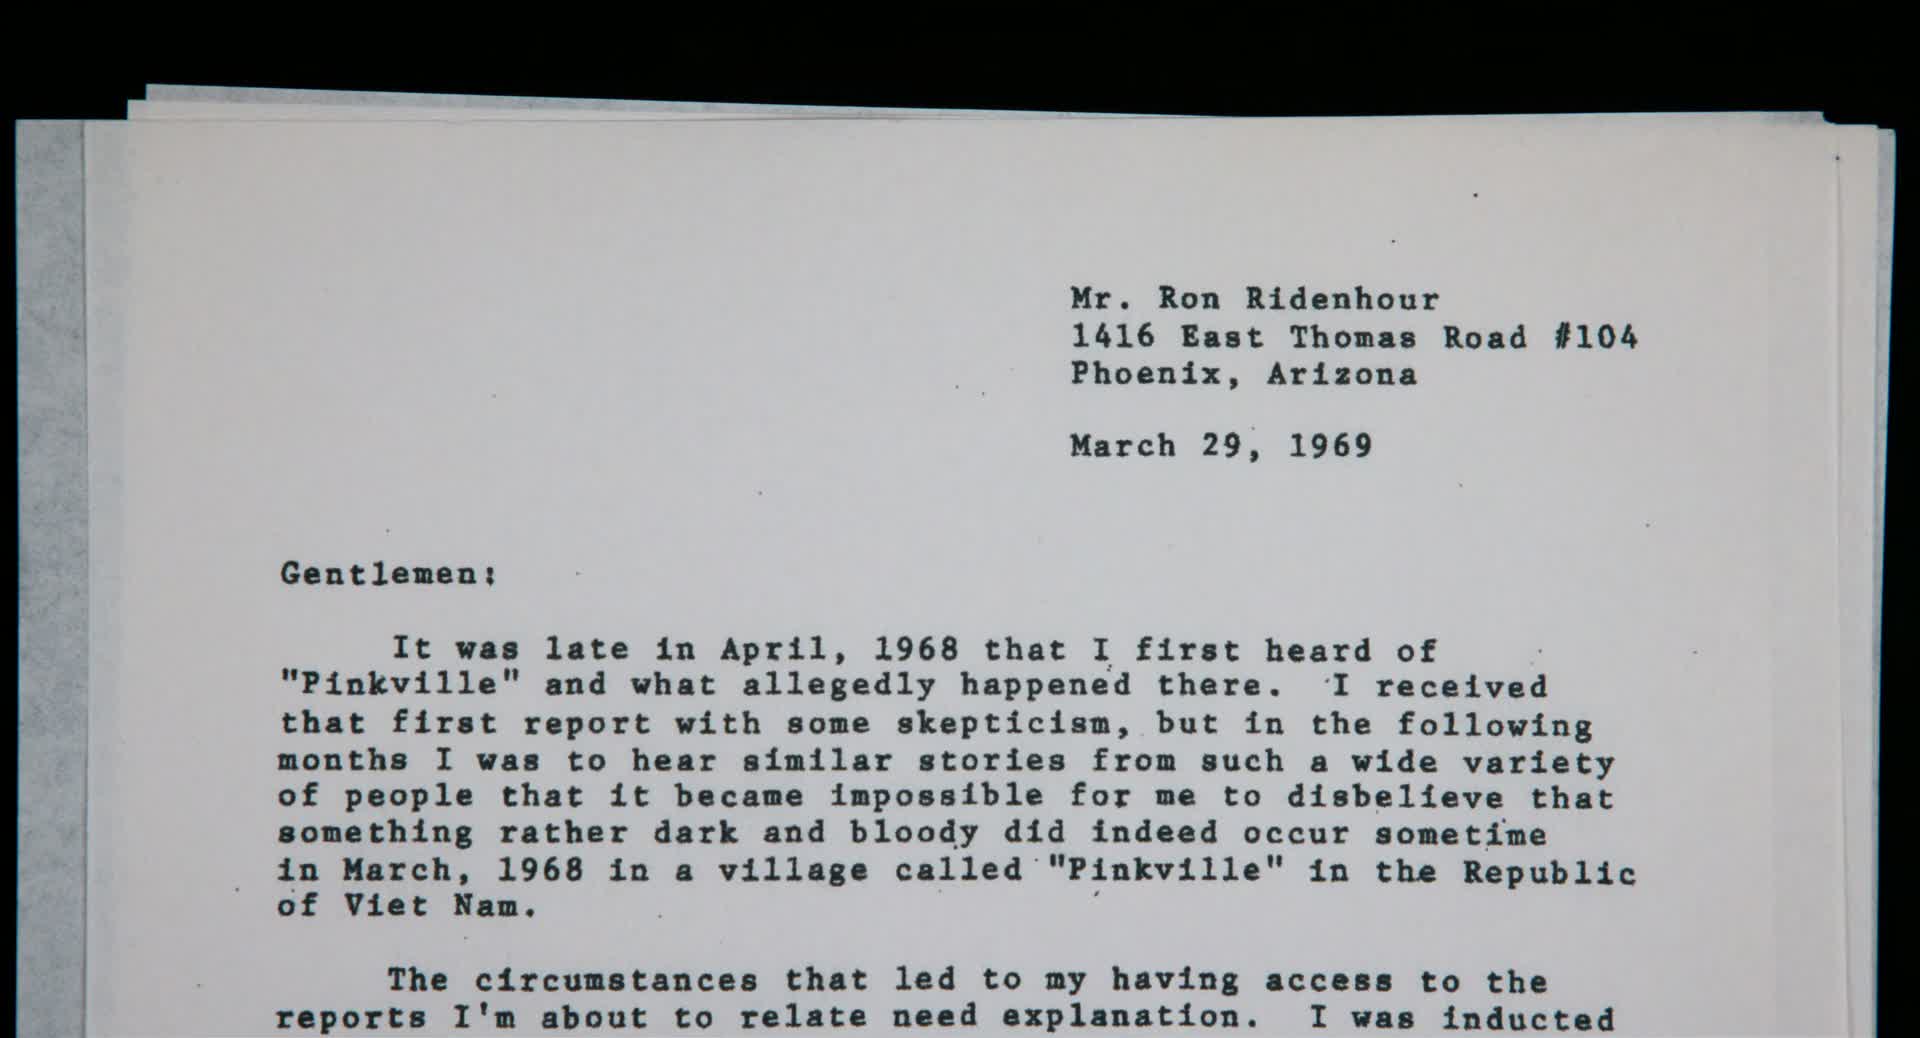 Mr. Ron Ridenhour
1416 East Thomas Road #104
Phoenix, Arizona
March 29, 1969
Gentlemen:
It was late in April, 1968 that I first heard of
"Pinkville" and what allegedly happened there. I received
that first report with some skepticism, but in the following
months I was to hear similar stories from such a wide variety
of people that it became impossible for me to disbelieve that
something rather dark and bloody did indeed occur sometime
in March, 1968 in a village called "Pinkville" in the Republic
of Viet Nam.
The circumstances that led to my having access to the
reports I'm about to relate need explanation. I was inducted